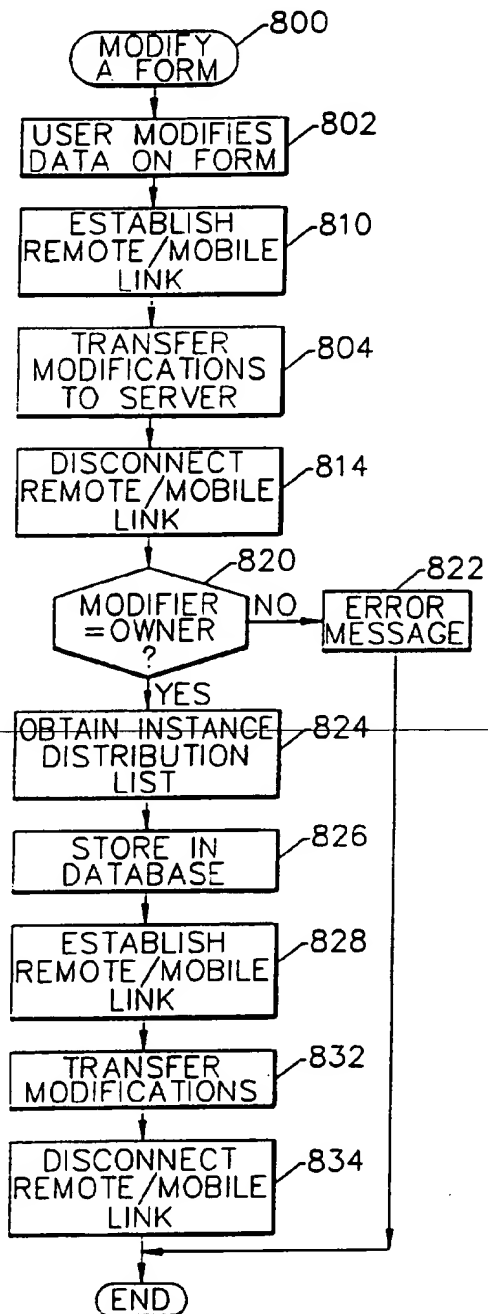 800
MODIFY
A FORM
802
USER MODIFIES
DATA ON FORM
810
ESTABLISH
REMOTE/MOBILE
LINK
804
TRANSFER
MODIFICATIONS
TO SERVER
814
DISCONNECT
REMOTE/MOBILE
LINK
820
MODIFIER
=OWNER
?
NO
822
ERROR
MESSAGE
YES
824
OBTAIN INSTANCE
DISTRIBUTION
LIST
826
STORE IN
DATABASE
828
ESTABLISH
REMOTE/MOBILE
LINK
832
TRANSFER
MODIFICATIONS
834
DISCONNECT
REMOTE/MOBILE
LINK
END